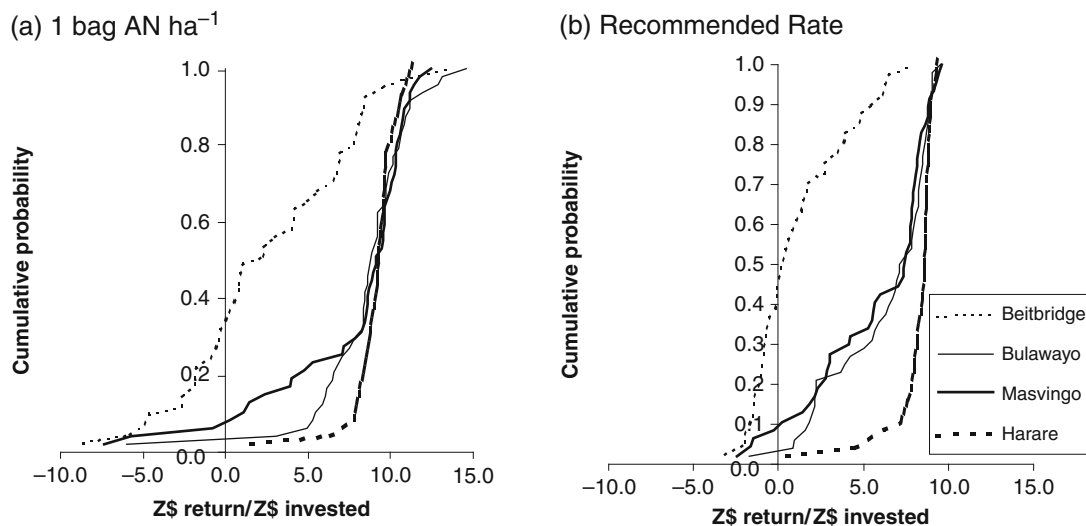 (a) 1 bag AN ha⁻¹
Cumulative probability
1.0
0.8
0.6
0.4
0.2
0.0
–10.0 –5.0 0.0 5.0 10.0 15.0
Z$ return/Z$ invested
(b) Recommended Rate
Cumulative probability
1.0
0.9
0.8
0.7
0.6
0.5
0.4
0.3
0.2
0.1
0.0
–10.0 –5.0 0.0 5.0 10.0 15.0
Z$ return/Z$ invested
Beitbridge
Bulawayo
Masvingo
Harare